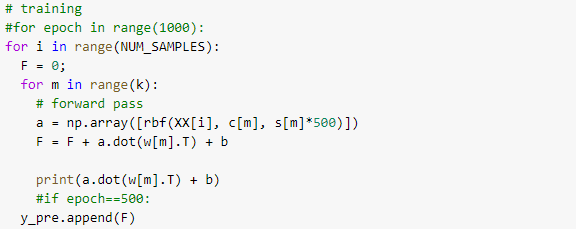 # training
#for epoch in range(1000):
for i in range(NUM_SAMPLES):
  F = 0;
  for m in range(k):
    # forward pass
    a = np.array([rbf(XX[i], c[m], s[m]*500)])
    F = F + a.dot(w[m].T) + b

    print(a.dot(w[m].T) + b)
    #if epoch==500:
  y_pre.append(F)